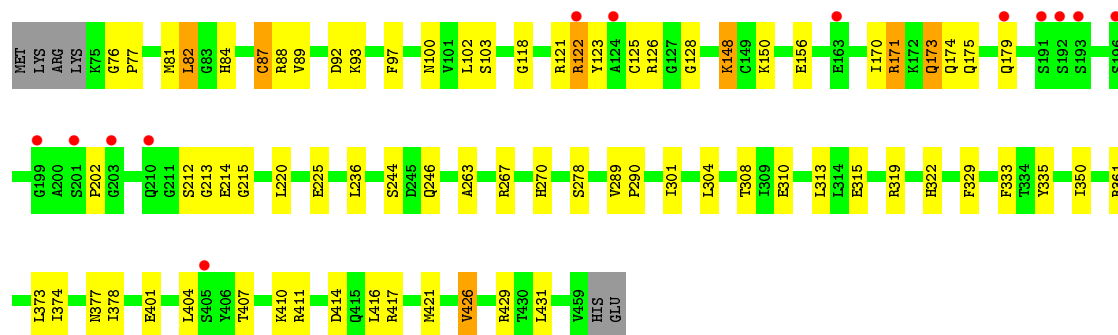 MET LYS ARG LYS K75 G76 P77 M81 L82 G83 H84 C87 R88 V89 D92 K93 F97 N100 V101 L102 S103 G118 R121 R122 Y123 A124 C125 R126 G127 G128 K148 C149 K150 E156 E163 I170 R171 K172 Q173 Q174 Q175 Q179 S191 S192 S193 S196
G199 A200 S201 P202 G203 Q210 G211 S212 G213 E214 G215 L220 E225 L236 S244 D245 Q246 A263 R267 H270 S278 V289 P290 I301 L304 T308 I309 E310 L313 L314 E315 R319 H322 F329 F333 T334 Y335 I350
L373 I374 N377 I378 E401 L404 S405 Y406 T407 K410 R411 D414 Q415 L416 R417 M421 V426 R429 T430 L431 V459 HIS GLU